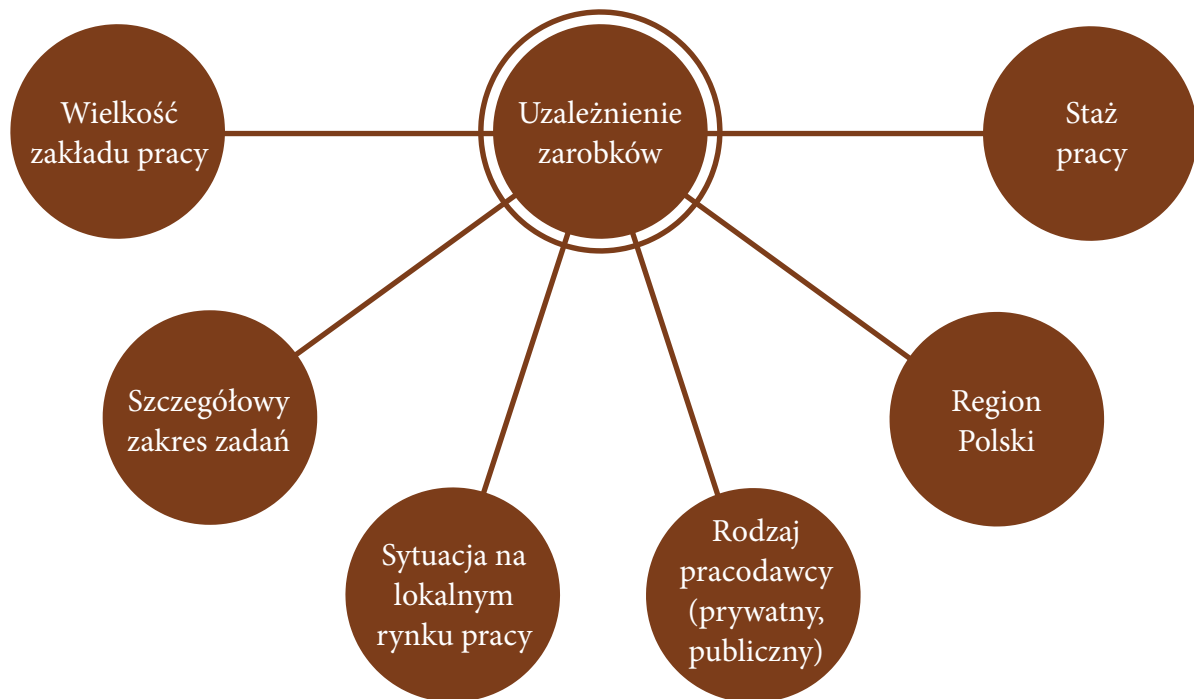 Wielkość
zakładu pracy
Uzależnienie
zarobków
Staż
pracy
Szczegółowy
zakres zadań
Sytuacja na
lokalnym
rynku pracy
Rodzaj
pracodawcy
(prywatny,
publiczny)
Region
Polski